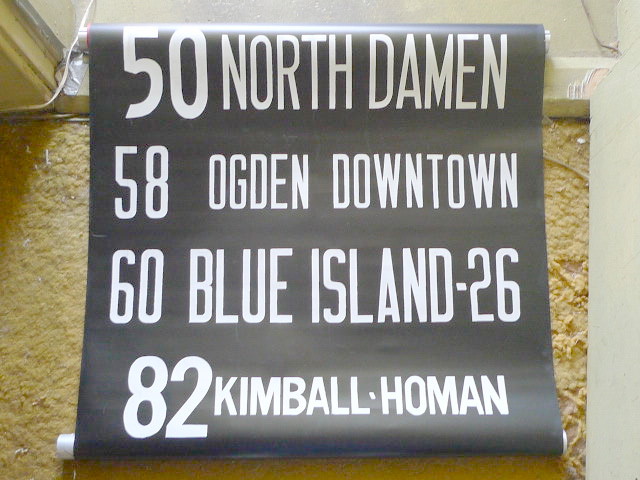 50 NORTH DAMEN
58 OGDEN DOWNTOWN
60 BLUE ISLAND-26
82 KIMBALL·HOMAN